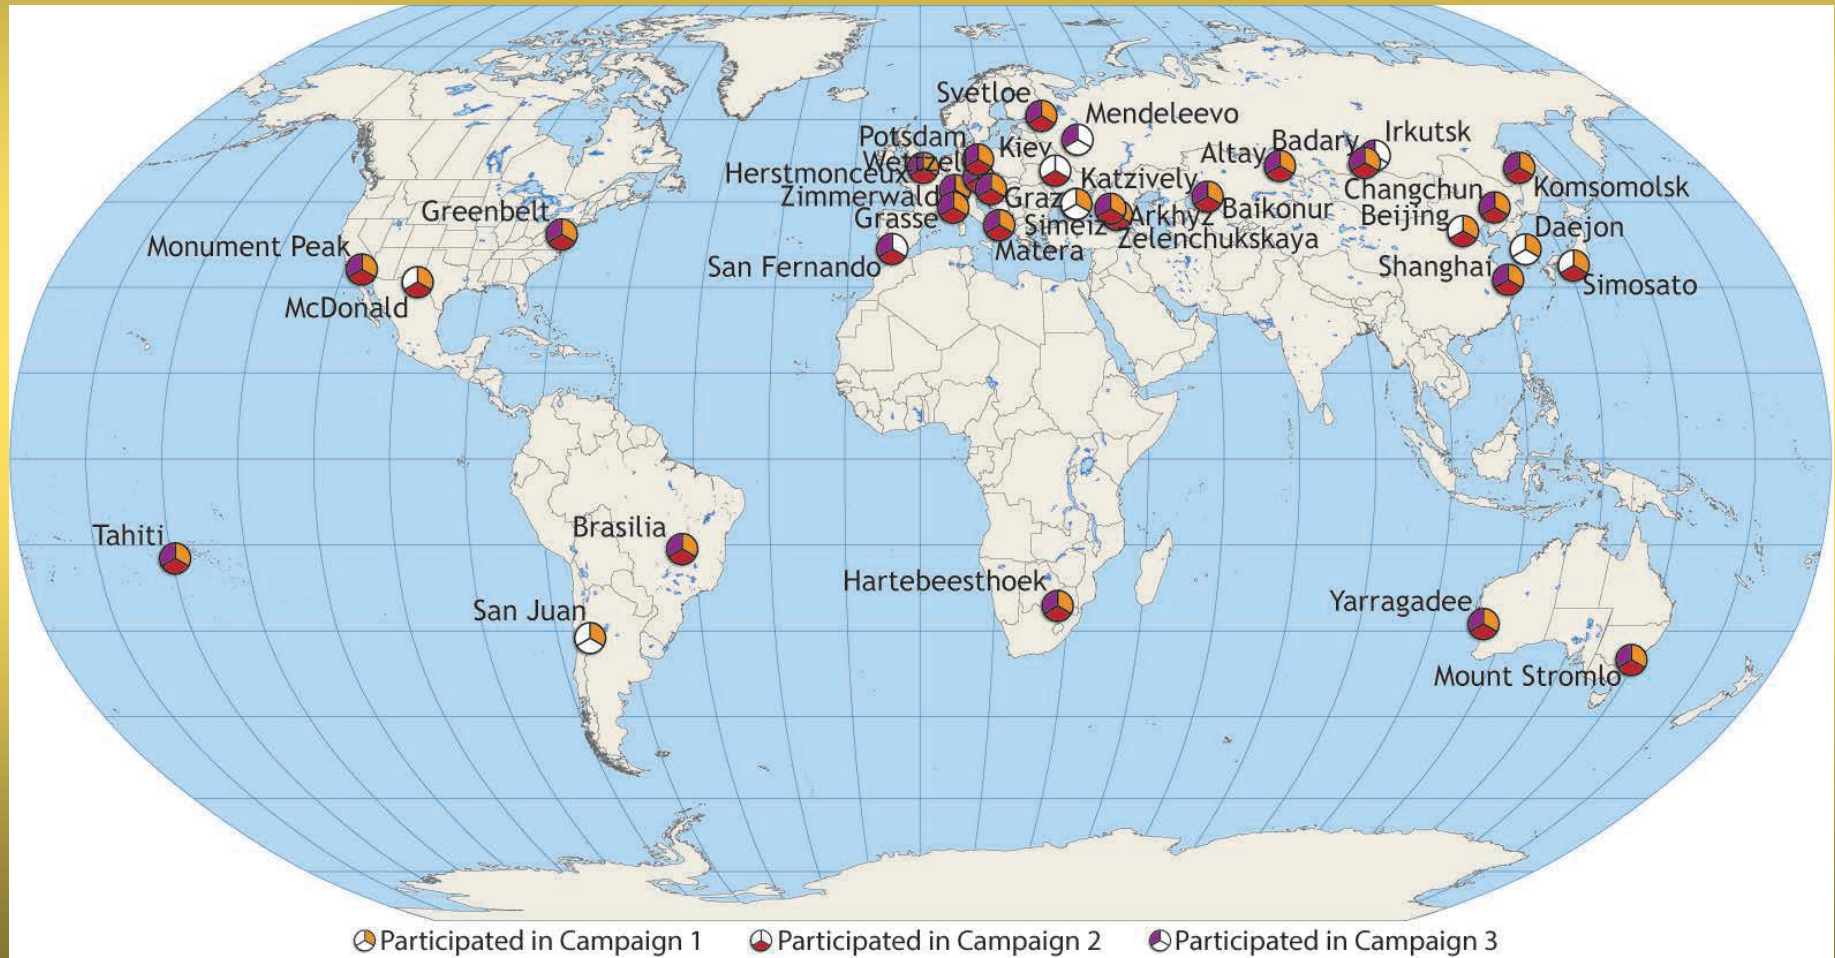 Svetloe
Mendeleevo
Potsdam
Kiev
Irkutsk
Badary
Altay
Wettzell
Herstmonceux
Katzively
Zimmerwald
Graz
Changchun
Komsomolsk
Greenbelt
Grasse
Simeiz
Arkhyz
Baikonur
Beijing
Daejon
Monument Peak
Matera
Zelenchukskaya
San Fernando
Shanghai
Simosato
McDonald
Tahiti
Brasilia
Hartebeesthoek
San Juan
Yarragadee
Mount Stromlo
Participated in Campaign 1
Participated in Campaign 2
Participated in Campaign 3